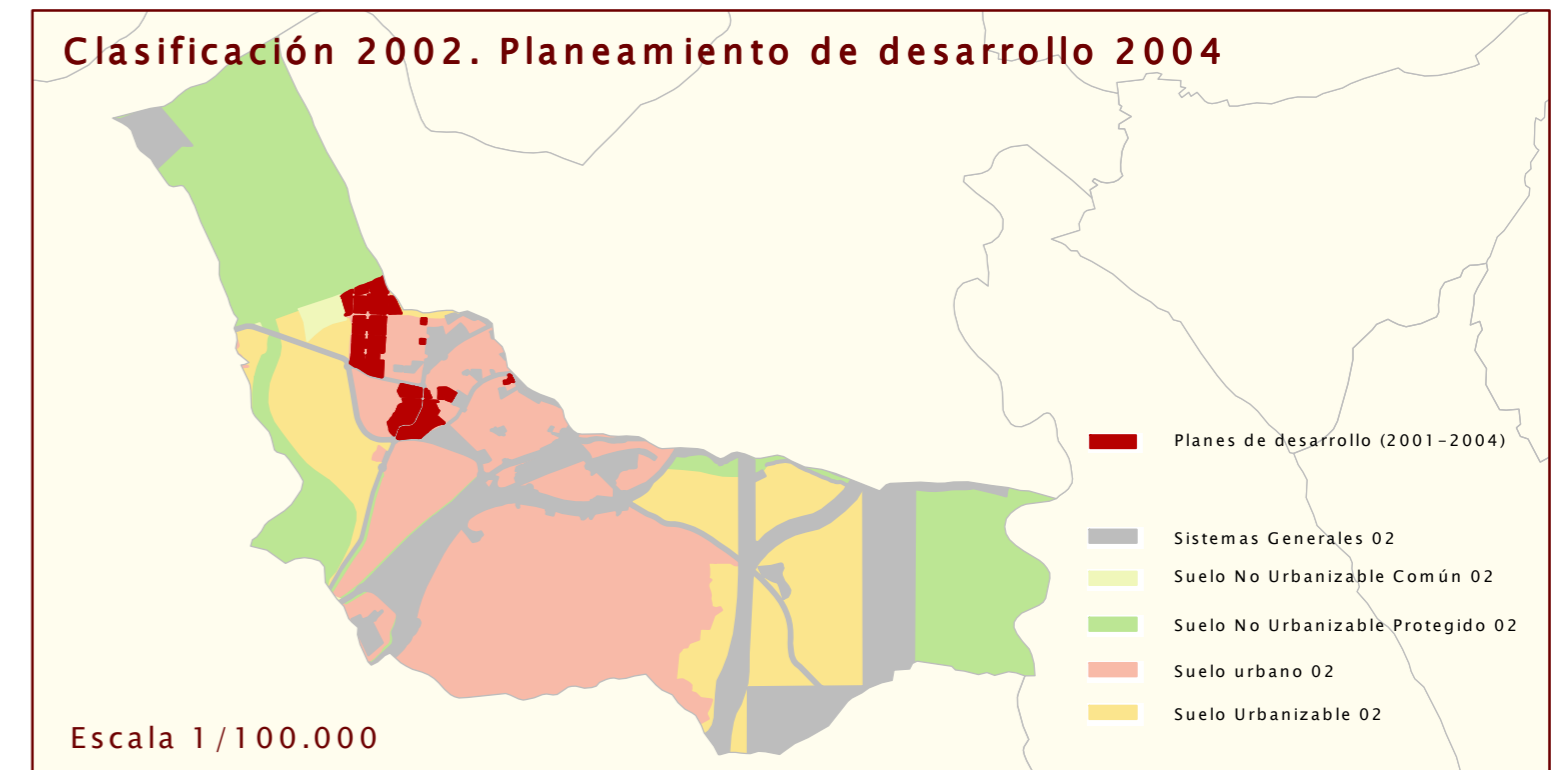 Clasificación 2002. Planeamiento de desarrollo 2004
Planes de desarrollo (2001-2004)
Sistemas Generales 02
Suelo No Urbanizable Común 02
Suelo No Urbanizable Protegido 02
Suelo urbano 02
Suelo Urbanizable 02
Escala 1/100.000